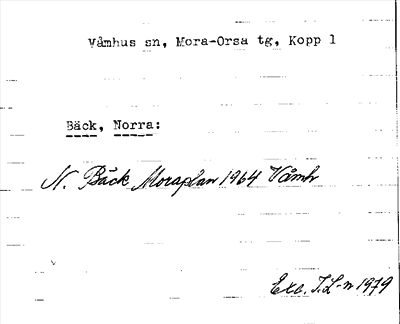 Våmhus sn, Mora-Orsa tg, Kopp 1
Bäck, Norra:
N. Bäck Moraplan 1964 Våmh
Exc. I.L-n 1979